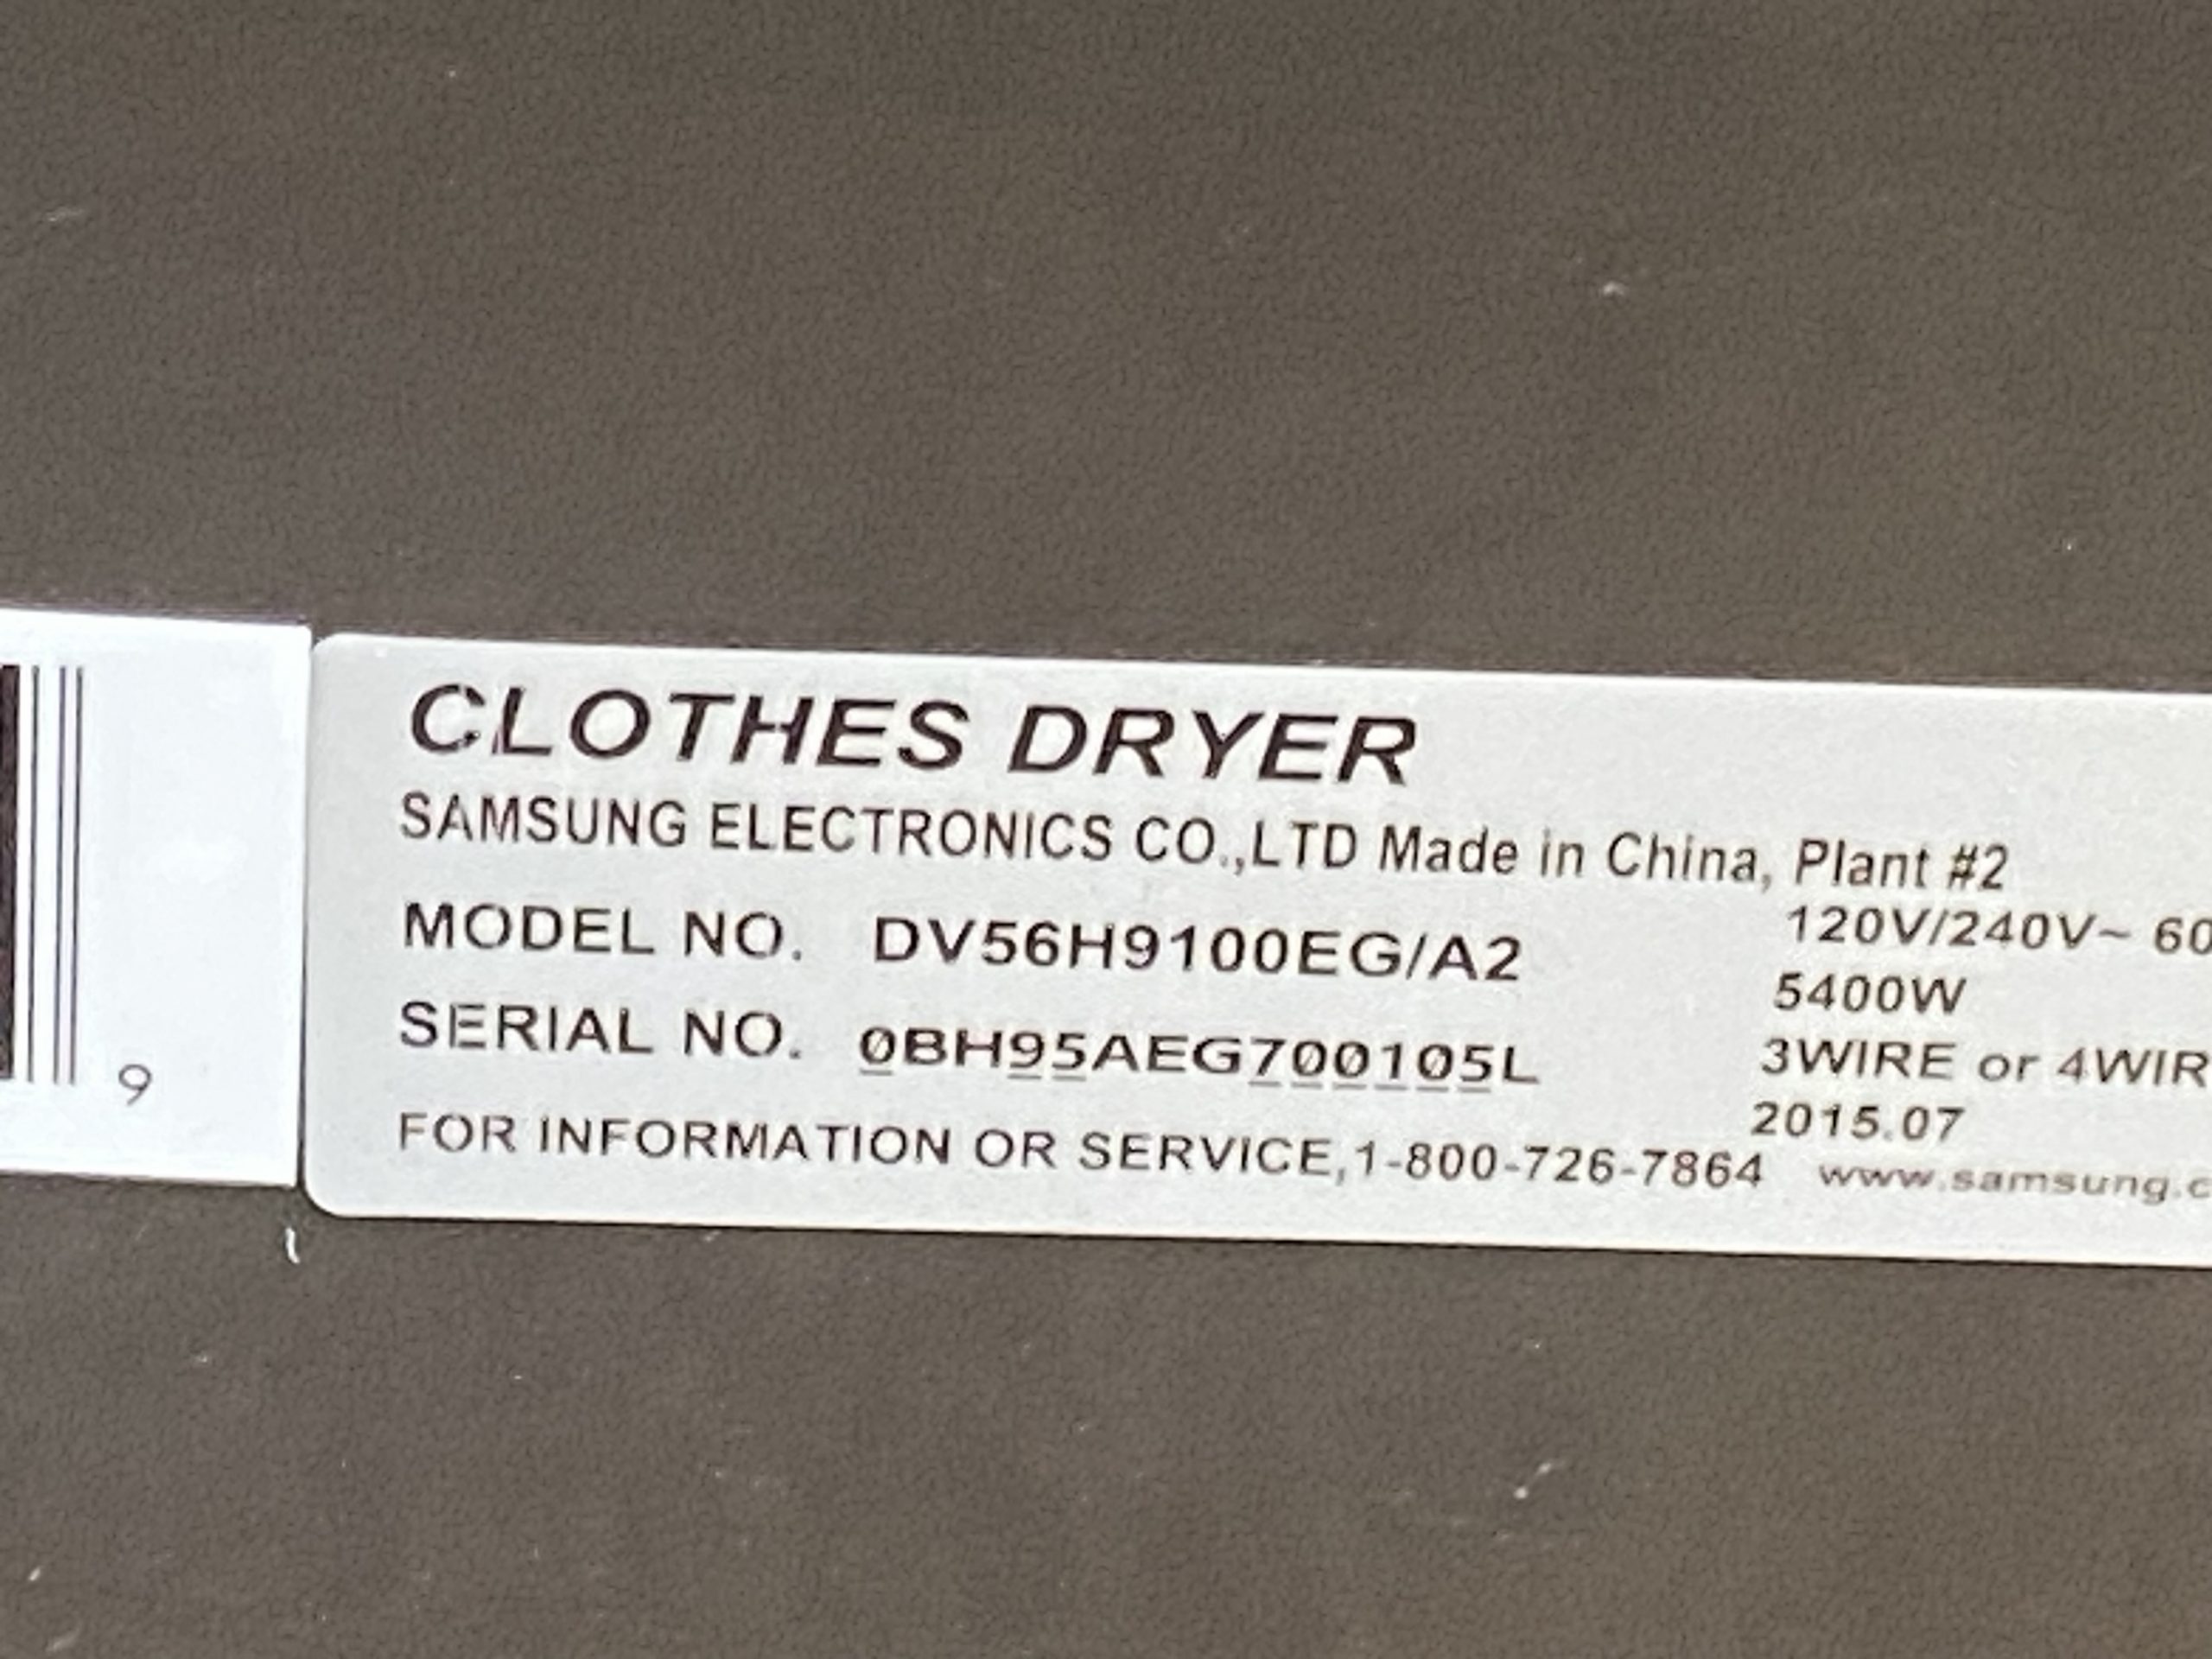 CLOTHES DRYER
SAMSUNG ELECTRONICS CO.,LTD Made in China, Plant #2
MODEL NO. DV56H9100EG/A2
120V/240V~ 60
5400W
SERIAL NO. 0BH95AEG700105L
3WIRE or 4WIR
2015.07
FOR INFORMATION OR SERVICE,1-800-726-7864 www.samsung.c
9